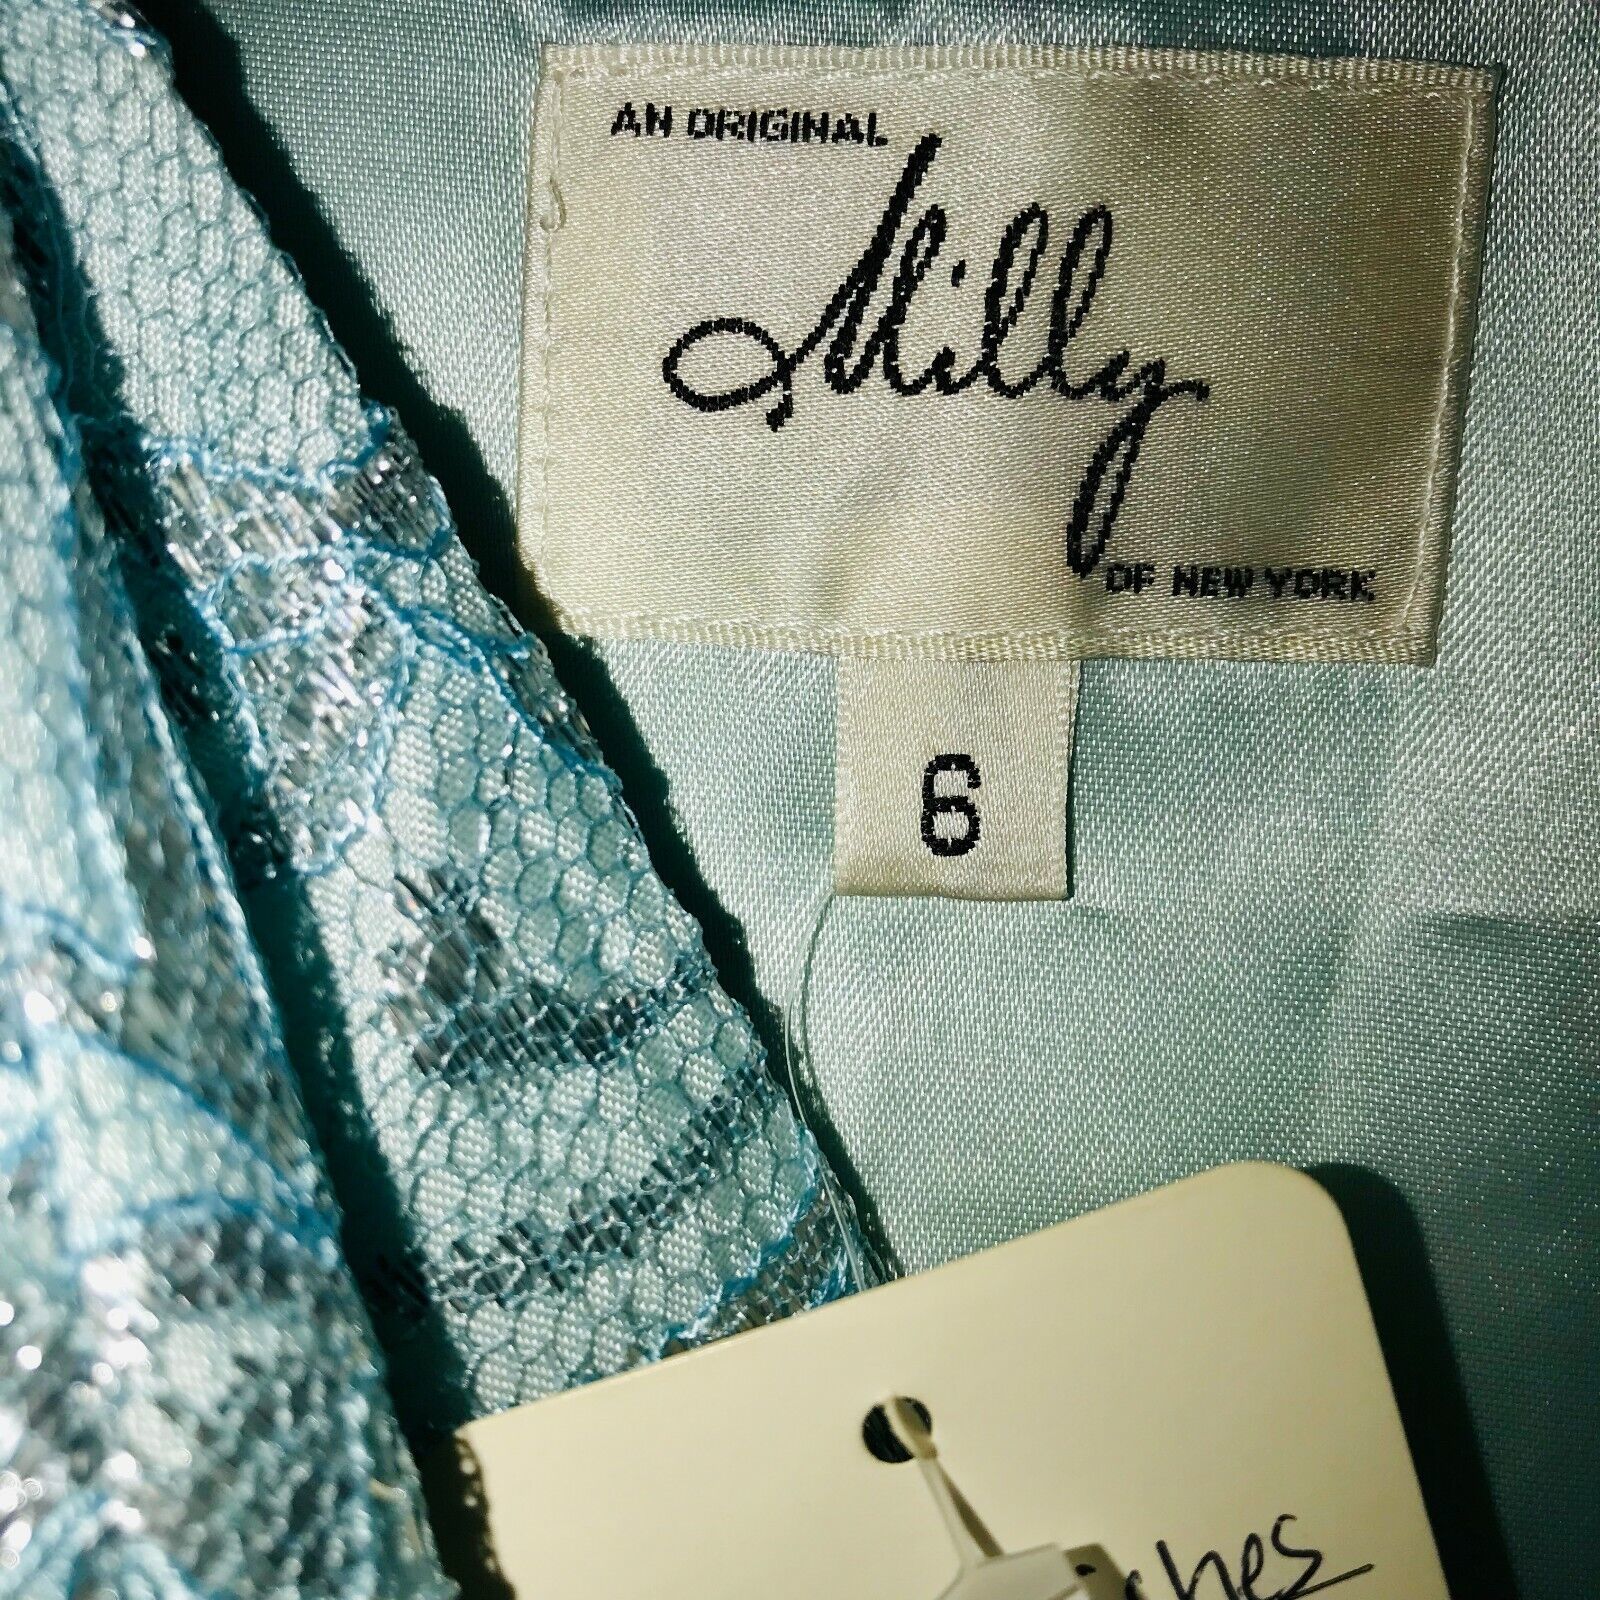 AN ORIGINAL
Milly
OF NEW YORK
6